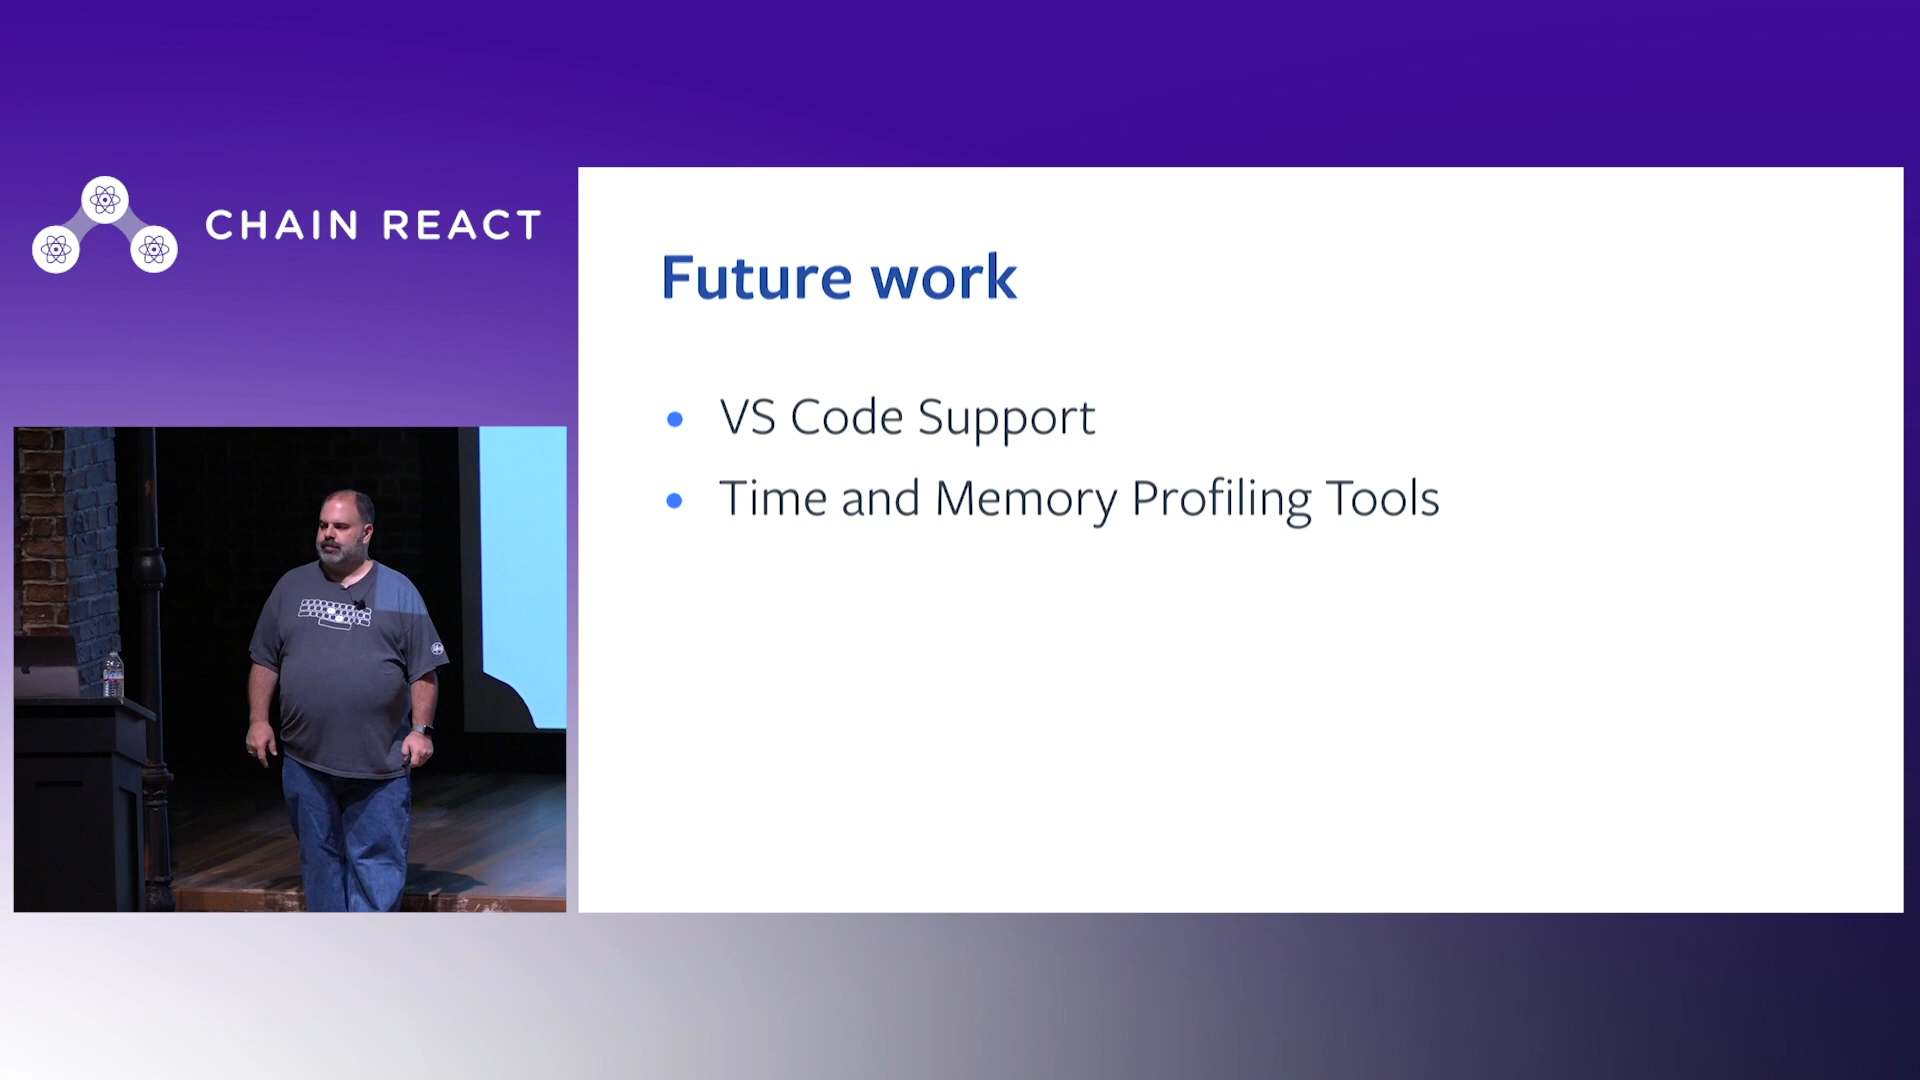 CHAIN REACT
Future work
VS Code Support
Time and Memory Profiling Tools